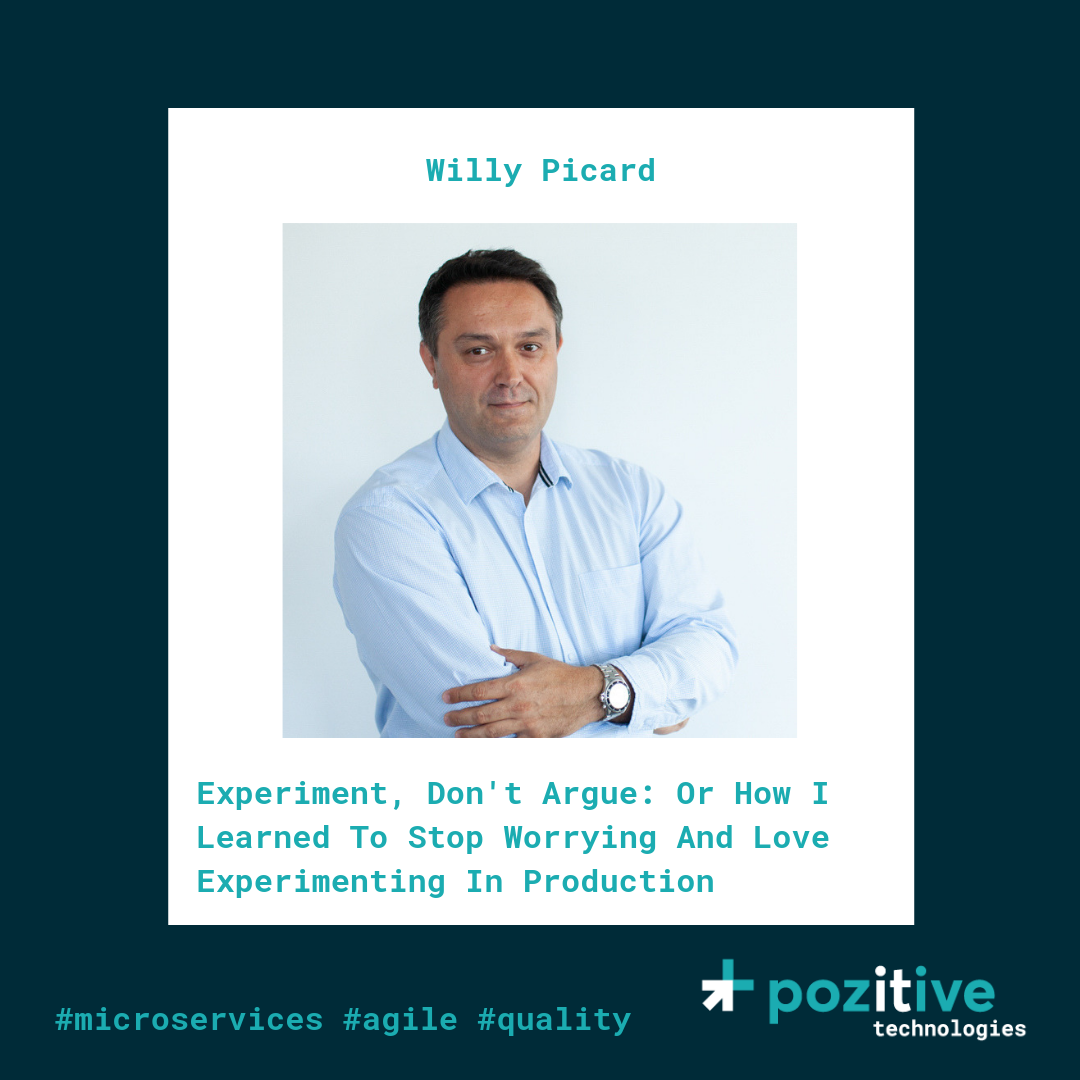 Willy Picard
Experiment, Don't Argue: Or How I
Learned To Stop Worrying And Love
Experimenting In Production
#microservices #agile #quality
pozitive
technologies